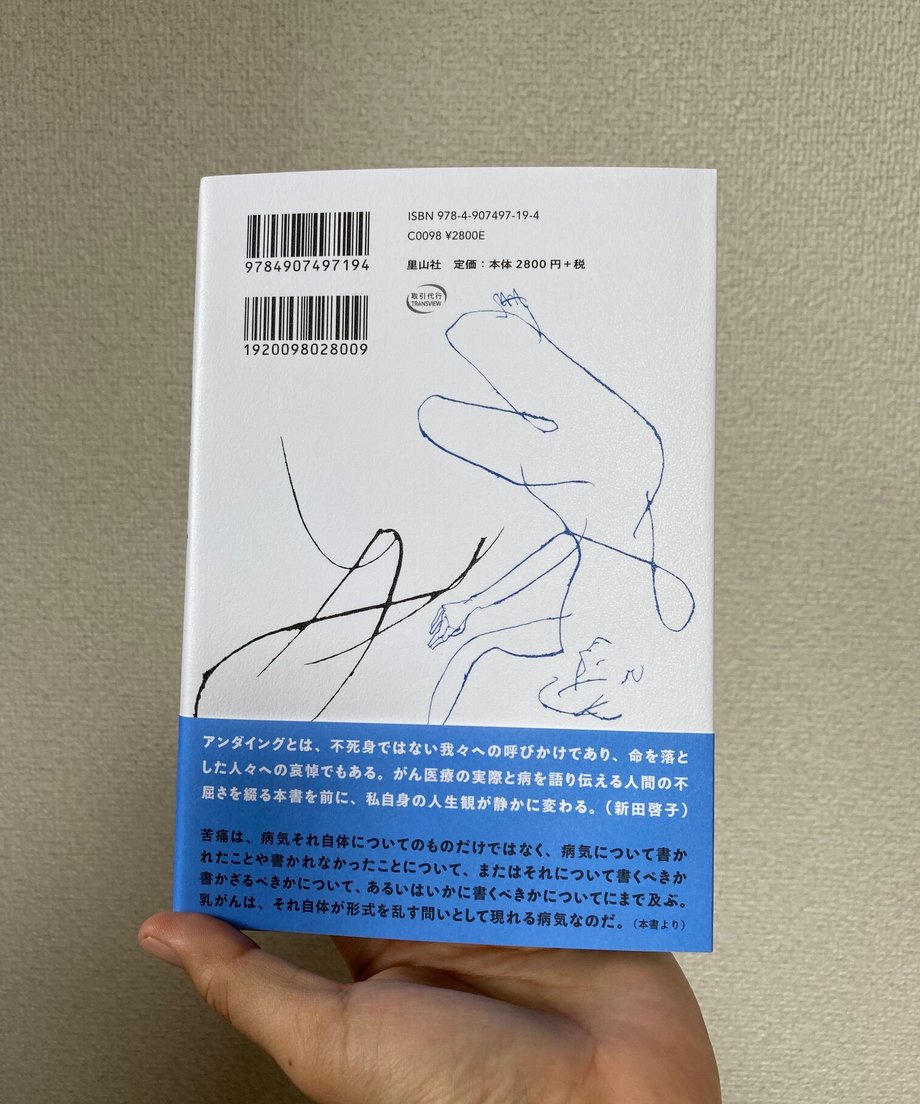 ISBN 978-4-907497-19-4
C0098 ¥2800E
9784907497194
里山社 定価：本体2800円＋税
取引代行
TRANSVIEW
1920098028009
アンダイングとは、不死身ではない我々への呼びかけであり、命を落と
した人々への哀悼でもある。がん医療の実際と病を語り伝える人間の不
屈さを綴る本書を前に、私自身の人生観が静かに変わる。（新田啓子）
苦痛は、病気それ自体についてのものだけではなく、病気について書か
れたことや書かれなかったことについて、またはそれについて書くべきか
書かざるべきかについて、あるいはいかに書くべきかについてにまで及ぶ。
乳がんは、それ自体が形式を乱す問いとして現れる病気なのだ。（本書より）